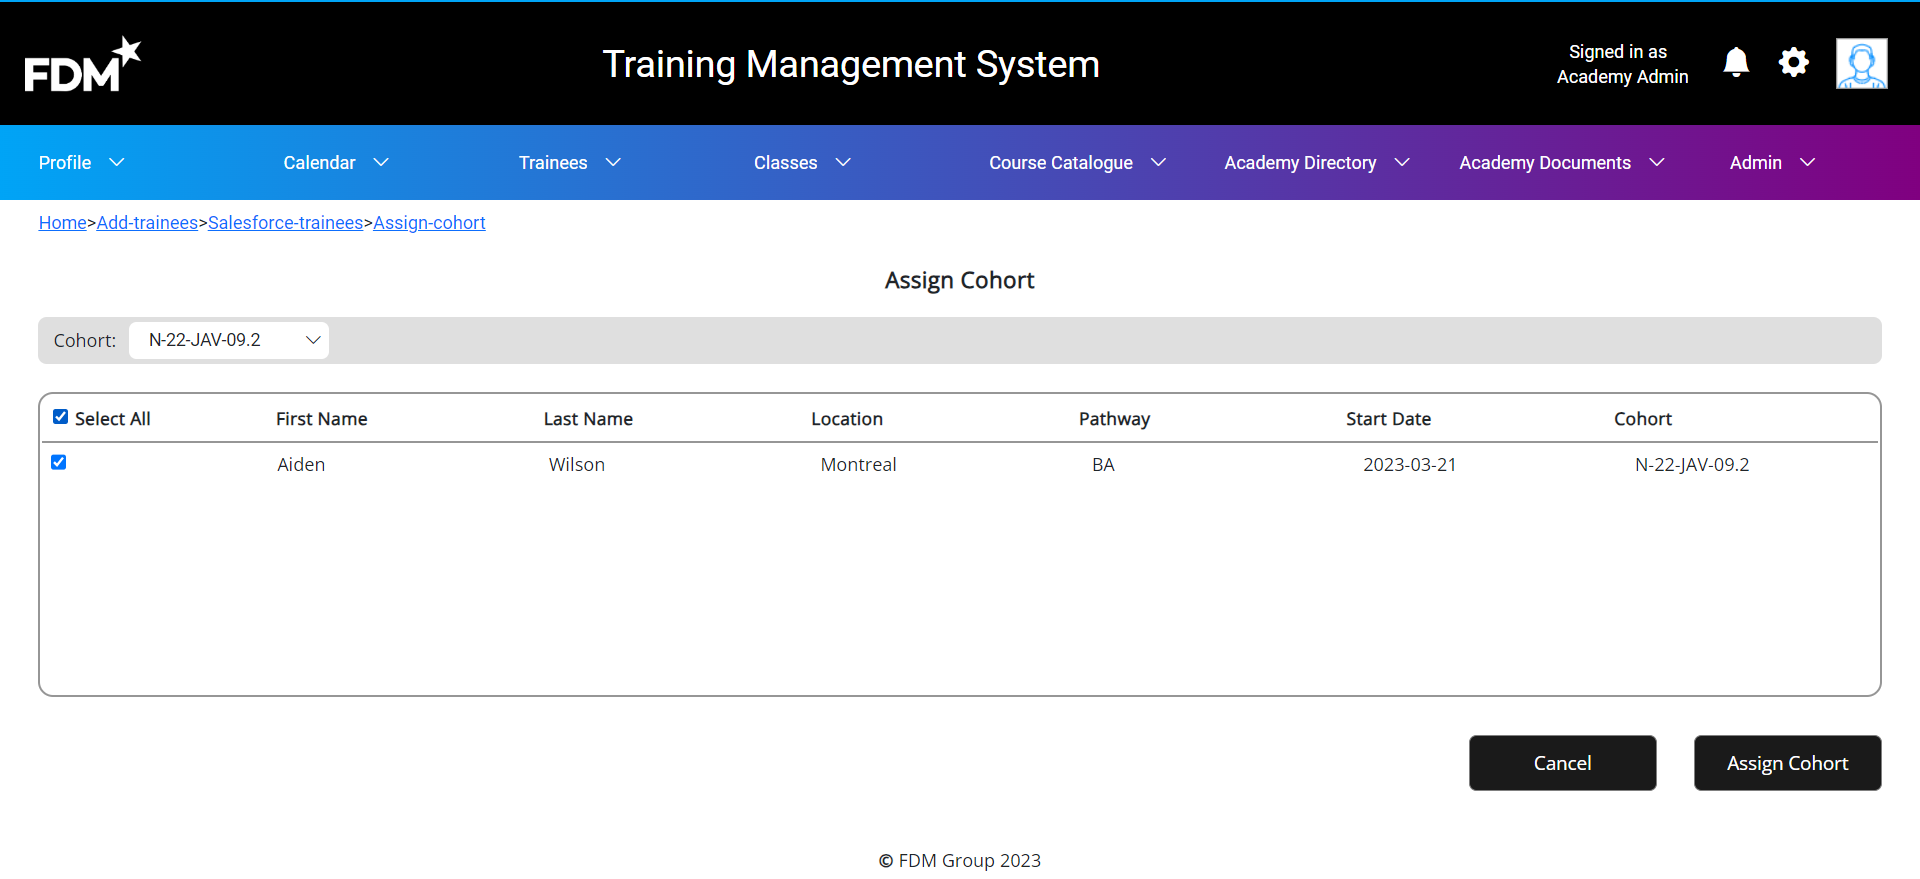 FDM
Training Management System
Signed in as
Academy Admin
Profile Calendar Trainees Classes Course Catalogue Academy Directory Academy Documents Admin
Home>Add-trainees>Salesforce-trainees>Assign-cohort
Assign Cohort
Cohort: N-22-JAV-09.2
Select All First Name Last Name Location Pathway Start Date Cohort
Aiden Wilson Montreal BA 2023-03-21 N-22-JAV-09.2
Cancel Assign Cohort
© FDM Group 2023